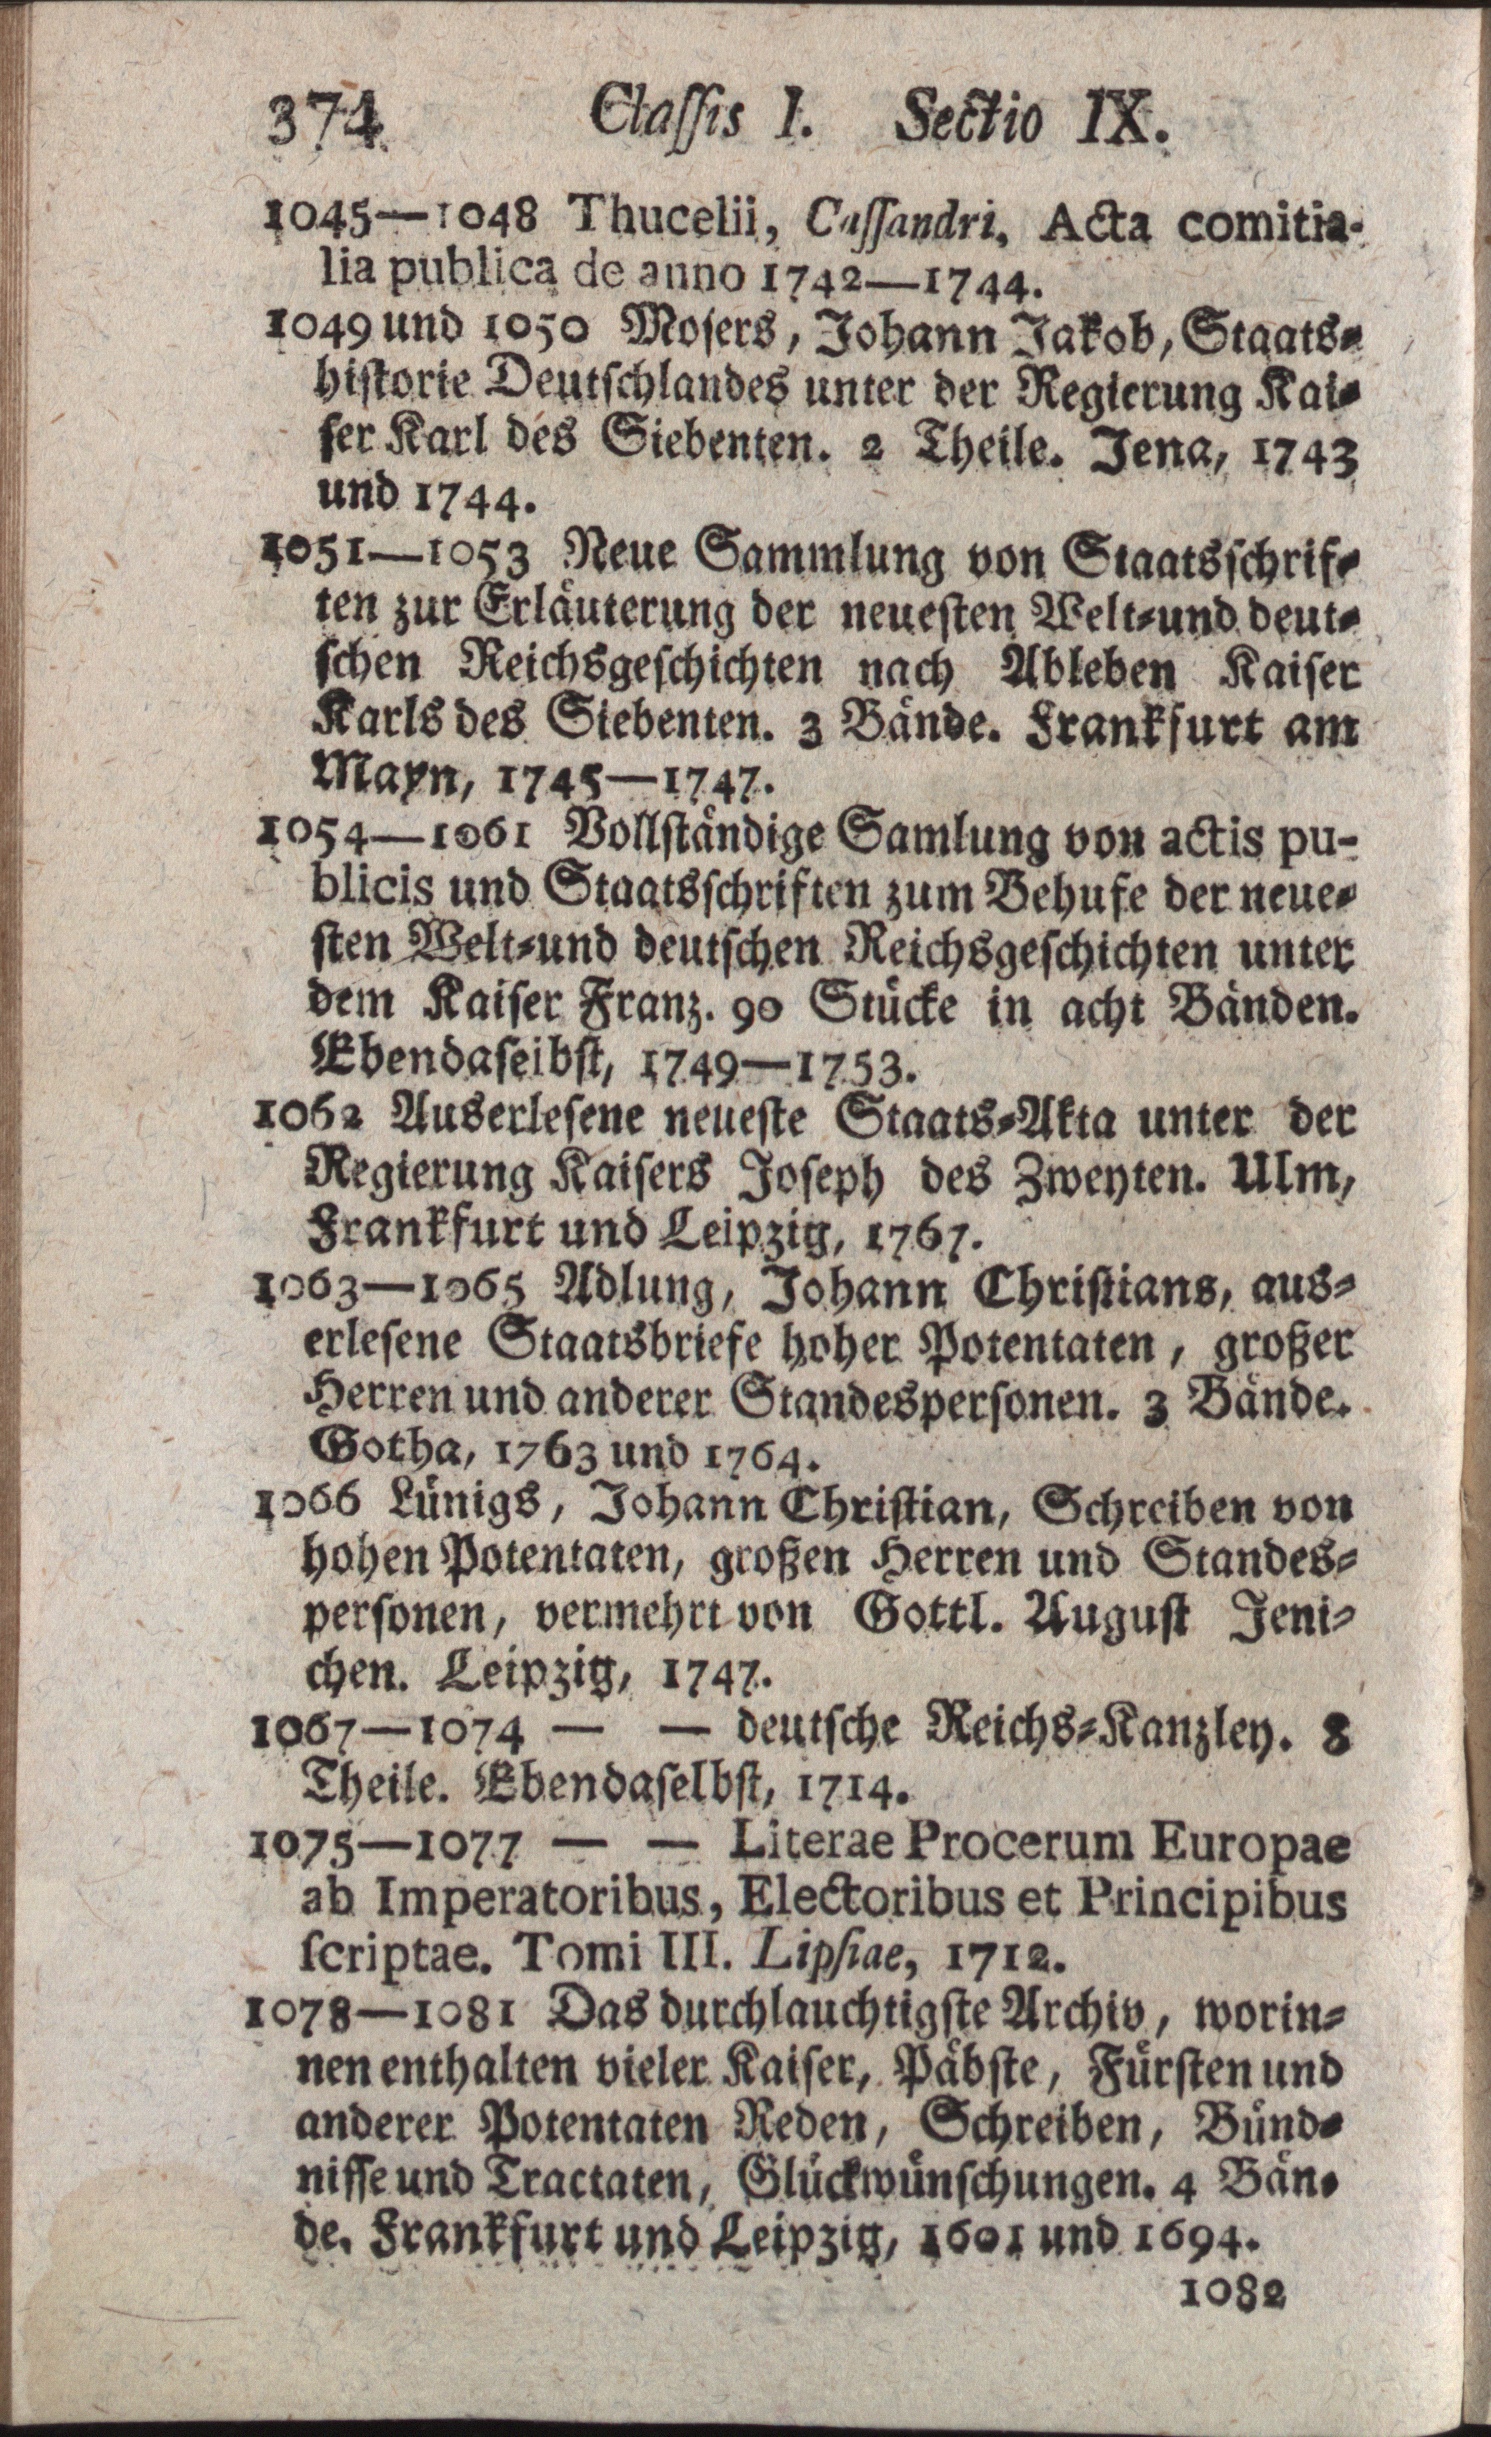 374 Classis I. Sectio IX.
1045—1048 Thucelii, Cassandri, Acta comitia-
lia publica de anno 1742—1744.
1049 und 1050 Mosers, Johann Jakob, Staats-
historie Deutschlandes unter der Regierung Kai-
ser Karl des Siebenten. 2 Theile. Jena, 1743
und 1744.
1051—1053 Neue Sammlung von Staatsschrif-
ten zur Erläuterung der neuesten Welt-und deut-
schen Reichsgeschichten nach Ableben Kaiser
Karls des Siebenten. 3 Bände. Frankfurt am
Mayn, 1745—1747.
1054—1061 Vollständige Samlung von actis pu-
blicis und Staatsschriften zum Behufe der neue-
sten Welt-und deutschen Reichsgeschichten unter
dem Kaiser Franz. 90 Stücke in acht Bänden.
Ebendaselbst, 1749—1753.
1062 Auserlesene neueste Staats-Akta unter der
Regierung Kaisers Joseph des Zweyten. Ulm,
Frankfurt und Leipzig, 1767.
1063—1065 Adlung, Johann Christians, aus-
erlesene Staatsbriefe hoher Potentaten, großer
Herren und anderer Standespersonen. 3 Bände.
Gotha, 1763 und 1764.
1066 Lünigs, Johann Christian, Schreiben von
hohen Potentaten, großen Herren und Standes-
personen, vermehrt von Gottl. August Jeni-
chen. Leipzig, 1747.
1067—1074 — — deutsche Reichs-Kanzley. 8
Theile. Ebendaselbst, 1714.
1075—1077 — — Literae Procerum Europae
ab Imperatoribus, Electoribus et Principibus
scriptae. Tomi III. Lipsiae, 1712.
1078—1081 Das durchlauchtigste Archiv, worin-
nen enthalten vieler Kaiser, Päbste, Fürsten und
anderer Potentaten Reden, Schreiben, Bünd-
nisse und Tractaten, Glückwünschungen. 4 Bän-
de. Frankfurt und Leipzig, 1601 und 1694.
1082